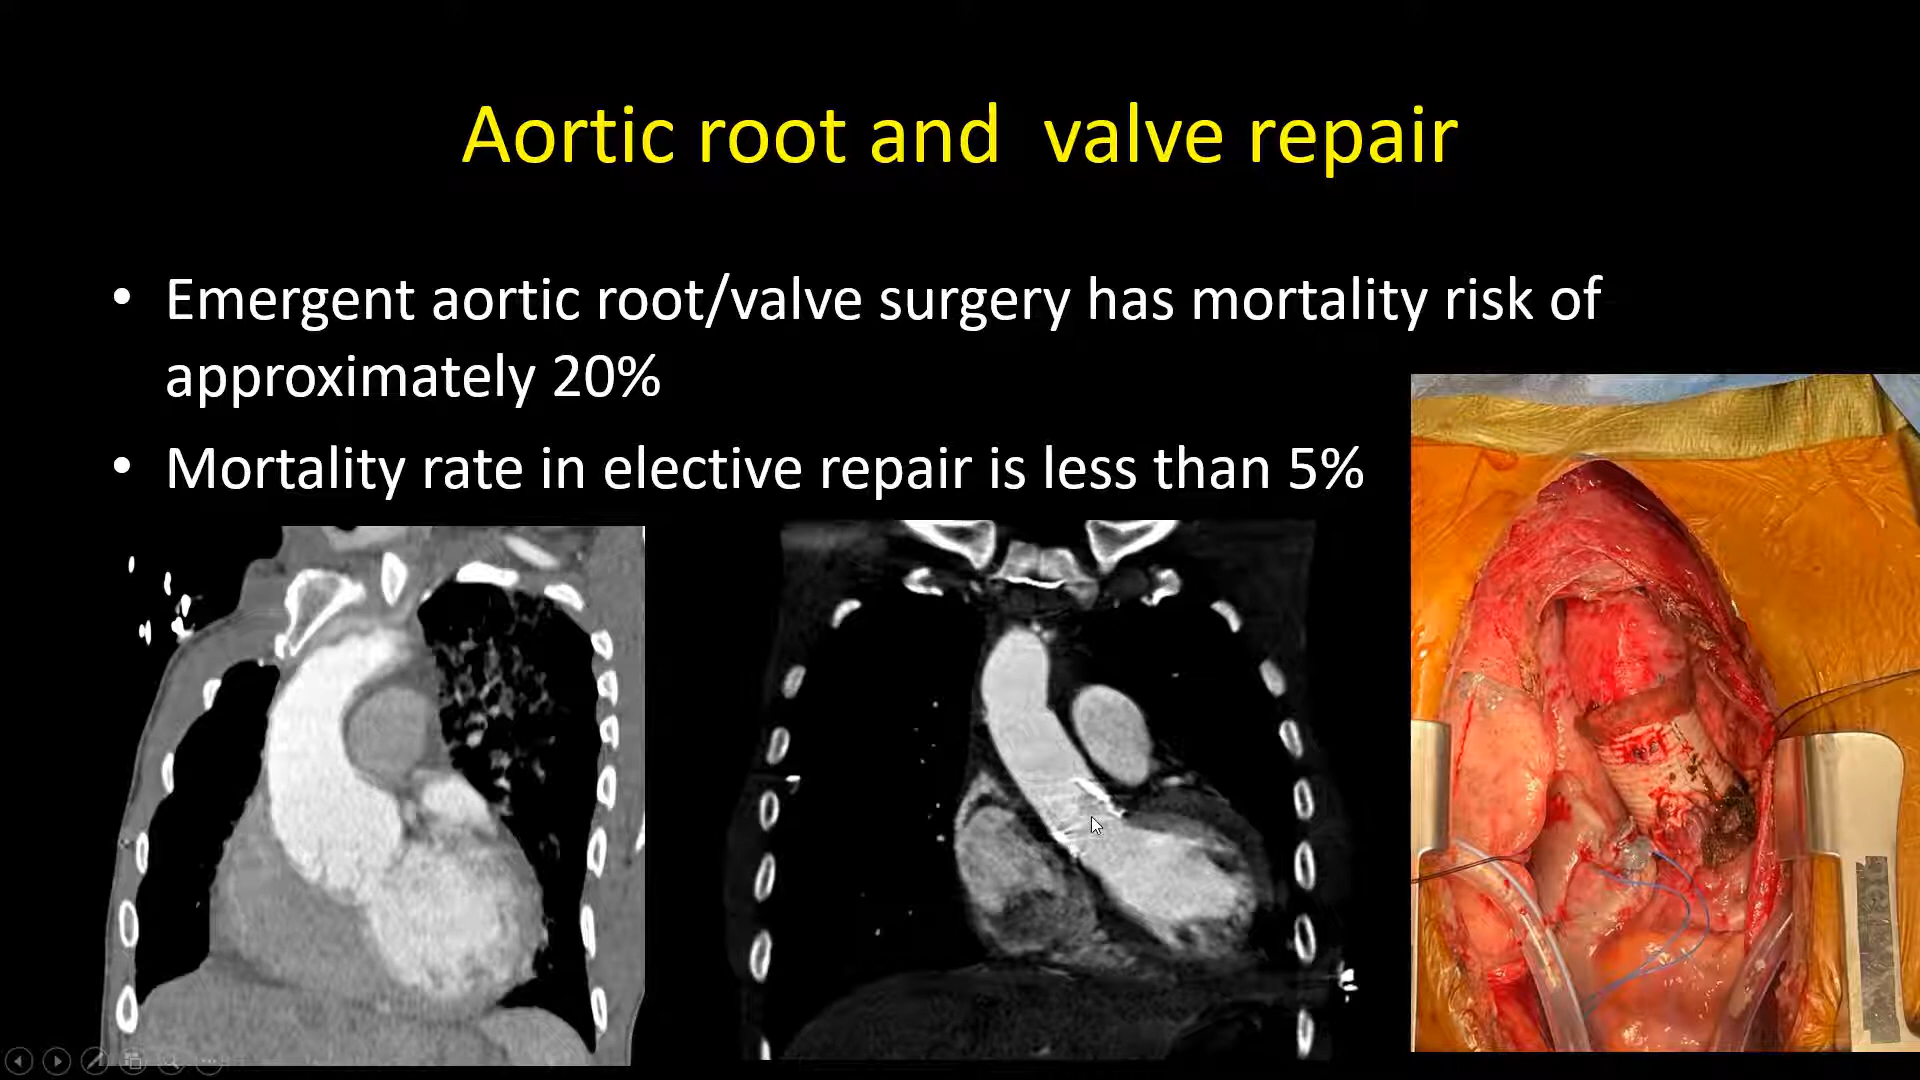 Aortic root and  valve repair
• Emergent aortic root/valve surgery has mortality risk of
approximately 20%
• Mortality rate in elective repair is less than 5%